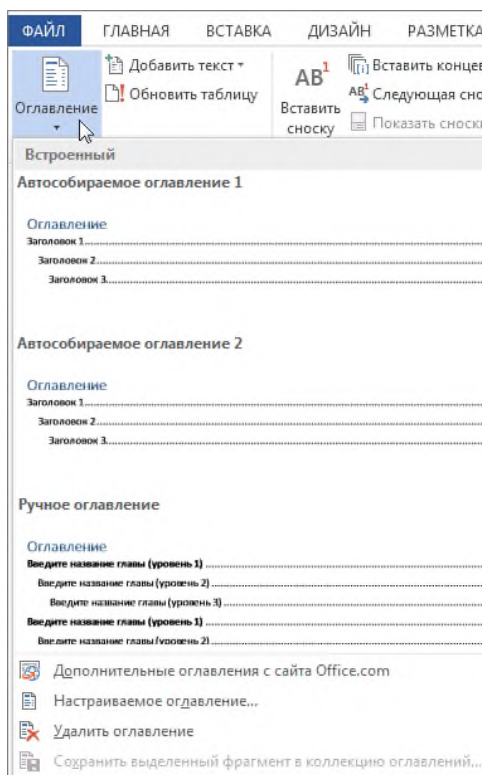 ФАЙЛ ГЛАВНАЯ ВСТАВКА ДИЗАЙН РАЗМЕТКА
Оглавление
Добавить текст
Обновить таблицу
AB1
Вставить
сноску
Вставить концев
AB Следующая сно
Показать сноски
Встроенный
Автособираемое оглавление 1
Оглавление
Заголовок 1
Заголовок 2
Заголовок 3
Автособираемое оглавление 2
Оглавление
Заголовок 1
Заголовок 2
Заголовок 3
Ручное оглавление
Оглавление
Введите название главы (уровень 1)
Введите название главы (уровень 2)
Введите название главы (уровень 3)
Введите название главы (уровень 1)
Введите название главы (уровень 2)
Дополнительные оглавления с сайта Office.com
Настраиваемое оглавление...
Удалить оглавление
Сохранить выделенный фрагмент в коллекцию оглавлений...